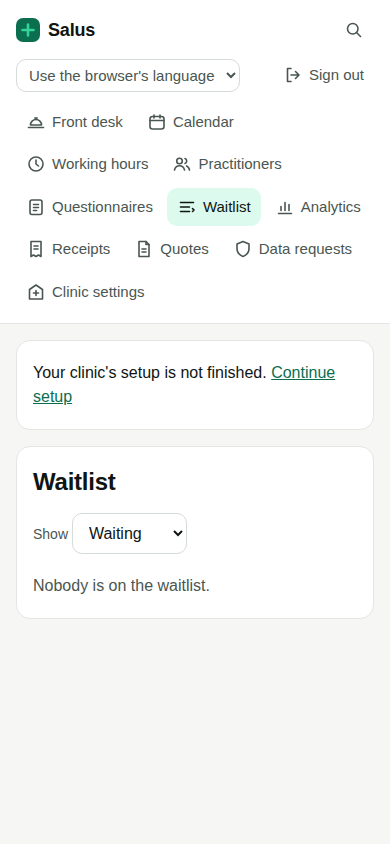 Salus
Use the browser's language
Sign out
Front desk
Calendar
Working hours
Practitioners
Questionnaires
Waitlist
Analytics
Receipts
Quotes
Data requests
Clinic settings
Your clinic's setup is not finished. Continue
setup
Waitlist
Show Waiting
Nobody is on the waitlist.